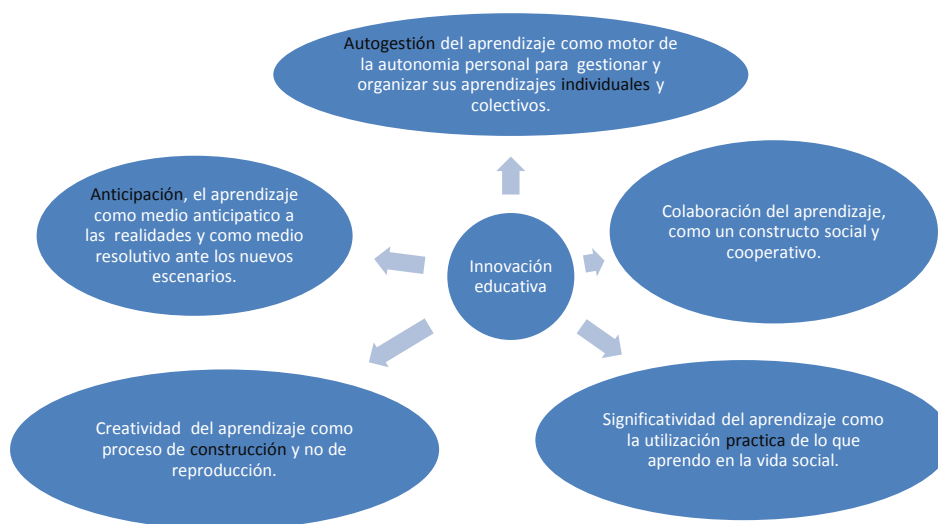 Autogestión del aprendizaje como motor de
la autonomia personal para gestionar y
organizar sus aprendizajes individuales y
colectivos.
Anticipación, el aprendizaje
como medio anticipatico a
las realidades y como medio
resolutivo ante los nuevos
escenarios.
Colaboración del aprendizaje,
como un constructo social y
cooperativo.
Innovación
educativa
Creatividad del aprendizaje como
proceso de construcción y no de
reproducción.
Significatividad del aprendizaje como
la utilización practica de lo que
aprendo en la vida social.